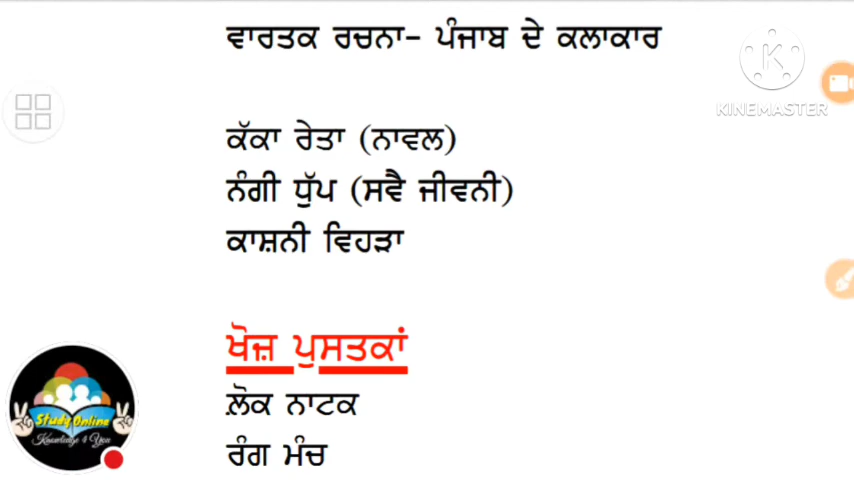 ਵਾਰਤਕ ਰਚਨਾ- ਪੰਜਾਬ ਦੇ ਕਲਾਕਾਰ
KINEMASTER
ਕੱਕਾ ਰੇਤਾ (ਨਾਵਲ)
ਨੰਗੀ ਧੁੱਪ (ਸਵੈ ਜੀਵਨੀ)
ਕਾਸ਼ਨੀ ਵਿਹੜਾ
ਖੋਜ਼ ਪੁਸਤਕਾਂ
ਲ਼ੋਕ ਨਾਟਕ
ਰੰਗ ਮੰਚ
Study Online
Knowledge 4 You